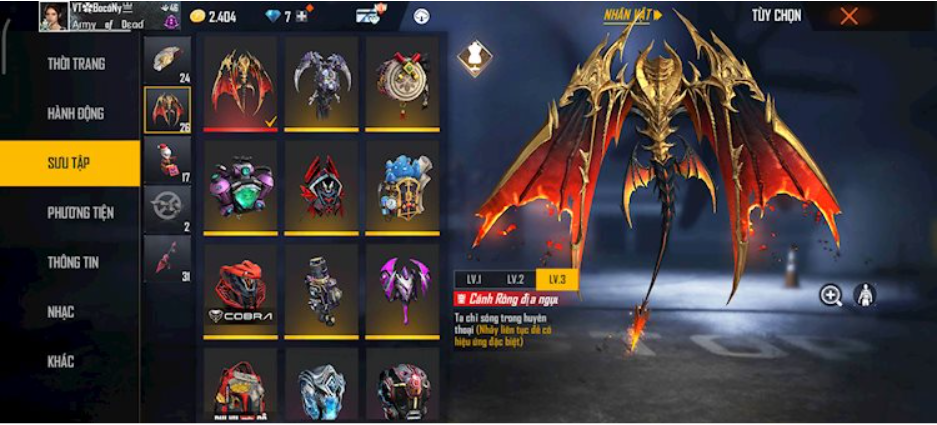 VT BocoNy
46
Army of Dead
2.404
7
NHÂN VẬT
TÙY CHỌN
THỜI TRANG
HÀNH ĐỘNG
SƯU TẬP
PHƯƠNG TIỆN
THÔNG TIN
NHẠC
KHÁC
24
26
17
2
31
COBRA
LV.1 LV.2 LV.3
Cánh Rồng địa ngục
Ta chỉ sống trong huyền
thoại (Nhảy liên tục để có
hiệu ứng đặc biệt)